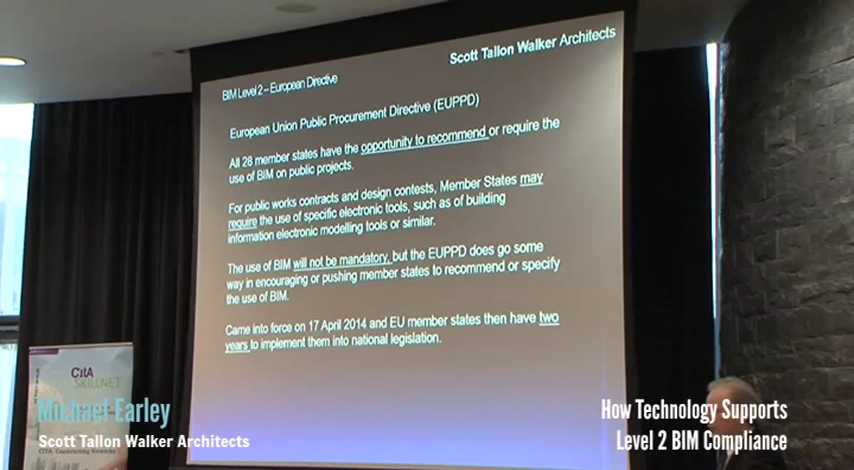 Scott Tallon Walker Architects
BIM Level 2 – European Directive
European Union Public Procurement Directive (EUPPD)
All 28 member states have the opportunity to recommend or require the
use of BIM on public projects.
For public works contracts and design contests, Member States may
require the use of specific electronic tools, such as of building
information electronic modelling tools or similar.
The use of BIM will not be mandatory, but the EUPPD does go some
way in encouraging or pushing member states to recommend or specify
the use of BIM.
Came into force on 17 April 2014 and EU member states then have two
years to implement them into national legislation.
CitA
SKILLNET
Michael Earley
Scott Tallon Walker Architects
How Technology Supports
Level 2 BIM Compliance